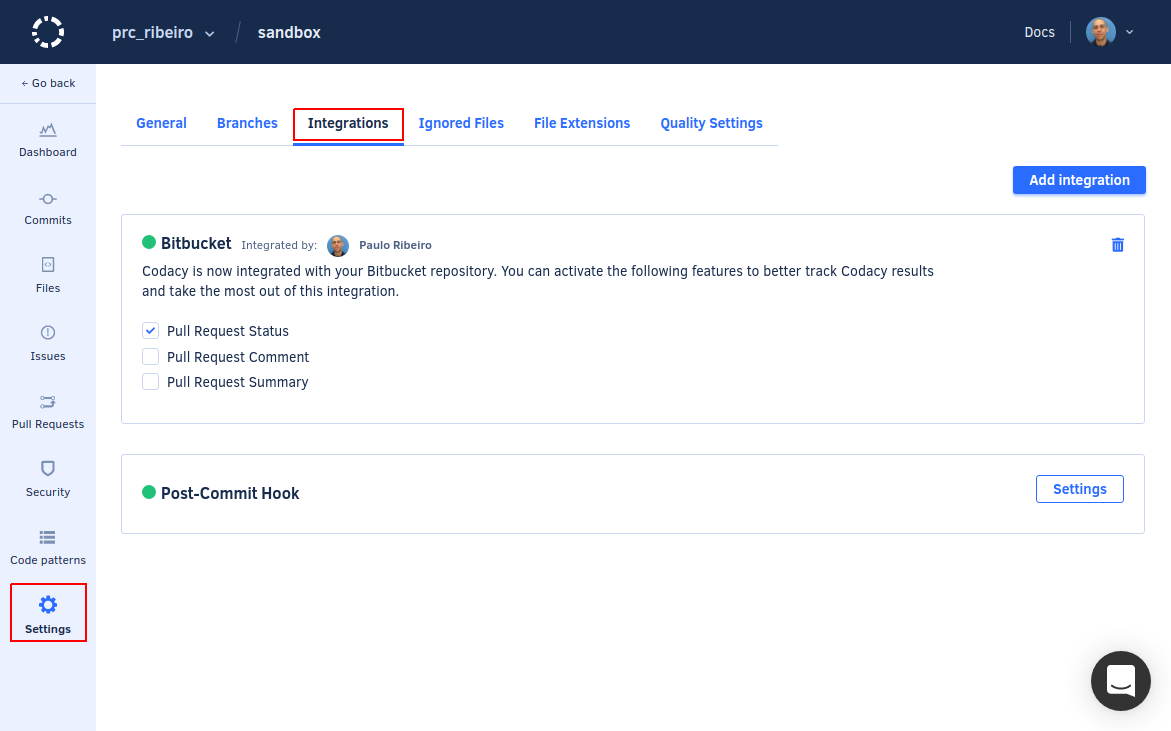 prc_ribeiro / sandbox
Docs
← Go back
Dashboard
Commits
Files
Issues
Pull Requests
Security
Code patterns
Settings
General Branches Integrations Ignored Files File Extensions Quality Settings
Add integration
Bitbucket Integrated by: Paulo Ribeiro
Codacy is now integrated with your Bitbucket repository. You can activate the following features to better track Codacy results
and take the most out of this integration.
Pull Request Status
Pull Request Comment
Pull Request Summary
Post-Commit Hook
Settings